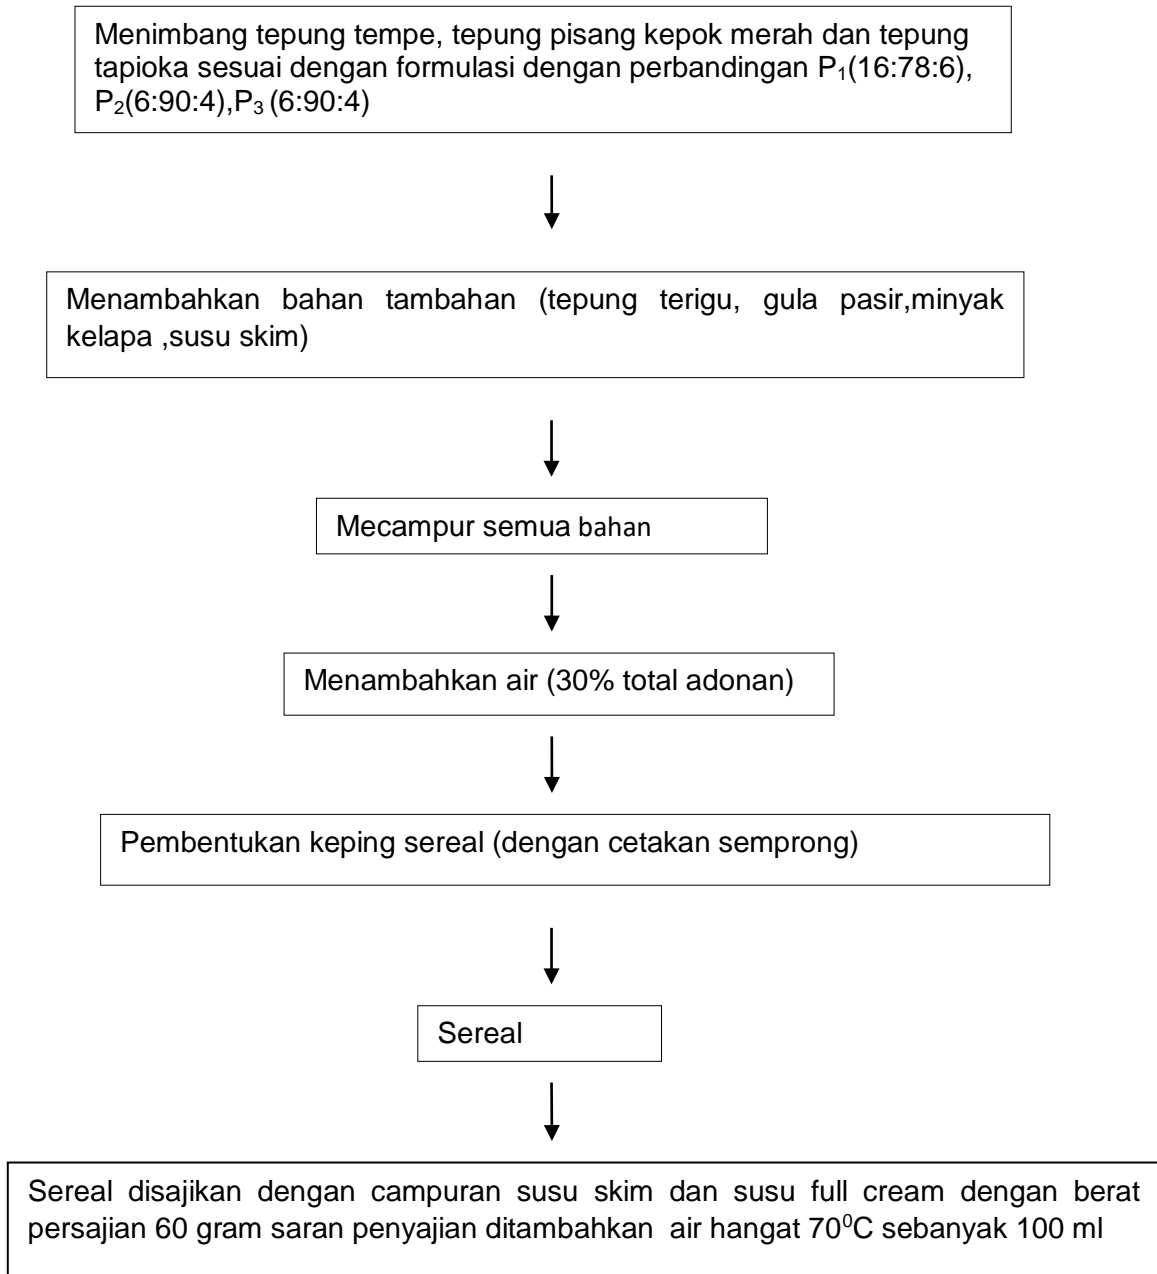 Menimbang tepung tempe, tepung pisang kepok merah dan tepung
tapioka sesuai dengan formulasi dengan perbandingan P₁(16:78:6),
P₂(6:90:4),P₃ (6:90:4)
Menambahkan bahan tambahan (tepung terigu, gula pasir,minyak
kelapa ,susu skim)
Mecampur semua bahan
Menambahkan air (30% total adonan)
Pembentukan keping sereal (dengan cetakan semprong)
Sereal
Sereal disajikan dengan campuran susu skim dan susu full cream dengan berat
persajian 60 gram saran penyajian ditambahkan air hangat 70⁰C sebanyak 100 ml